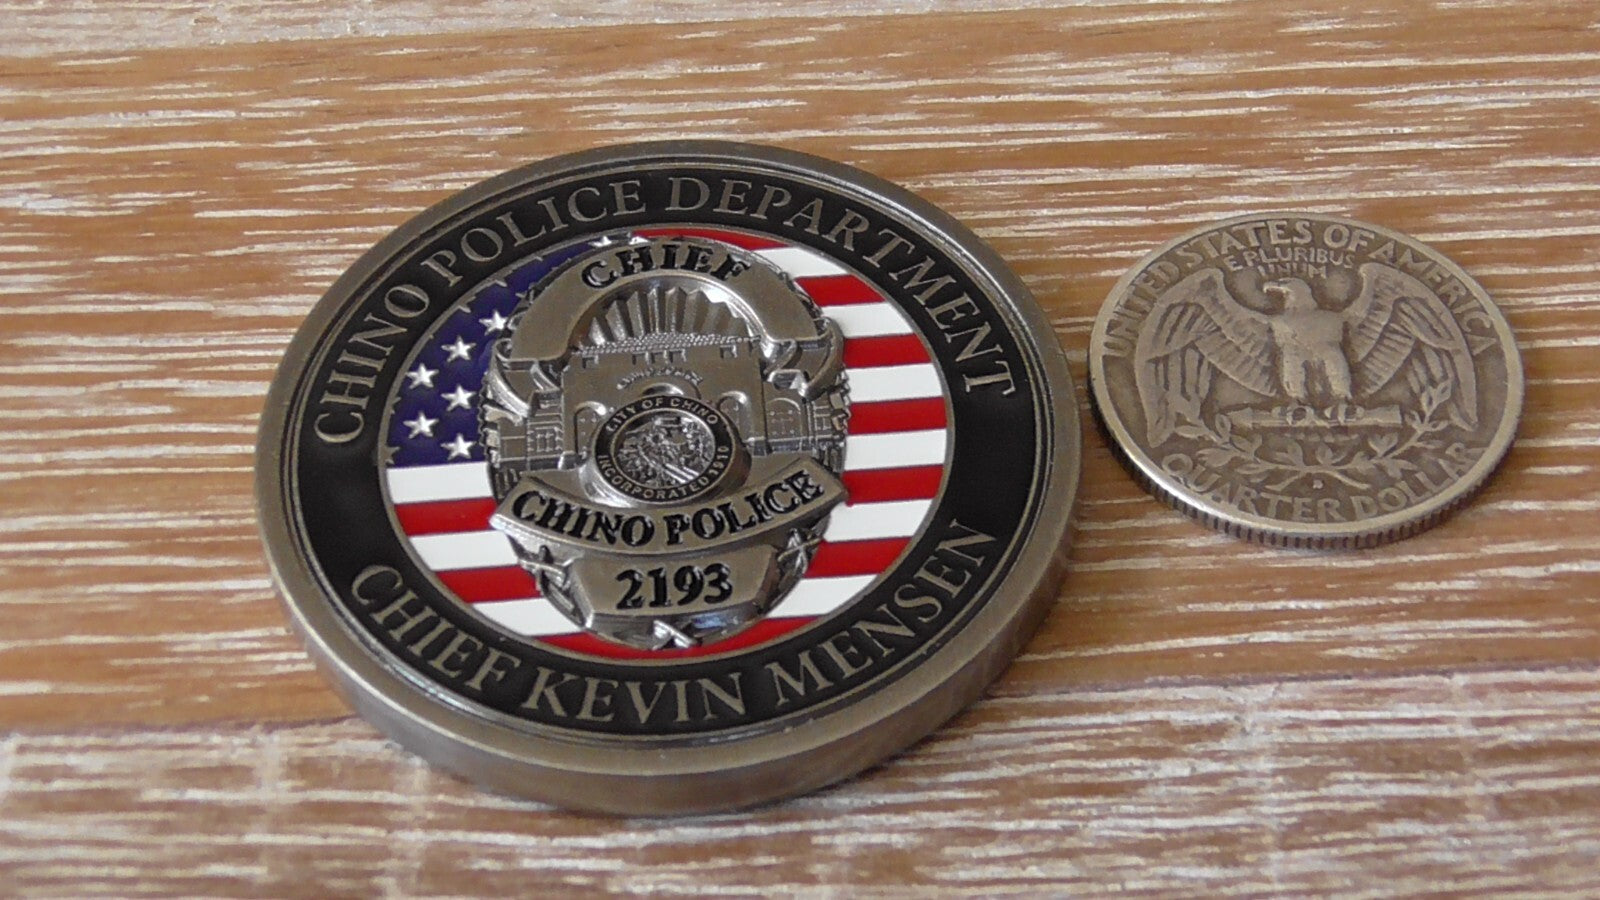 CHINO POLICE DEPARTMENT
CHIEF
CITY OF CHINO
INCORPORATED 1910
CHINO POLICE
2193
CHIEF KEVIN MENSEN
UNITED STATES OF AMERICA
E PLURIBUS
UNUM
QUARTER DOLLAR